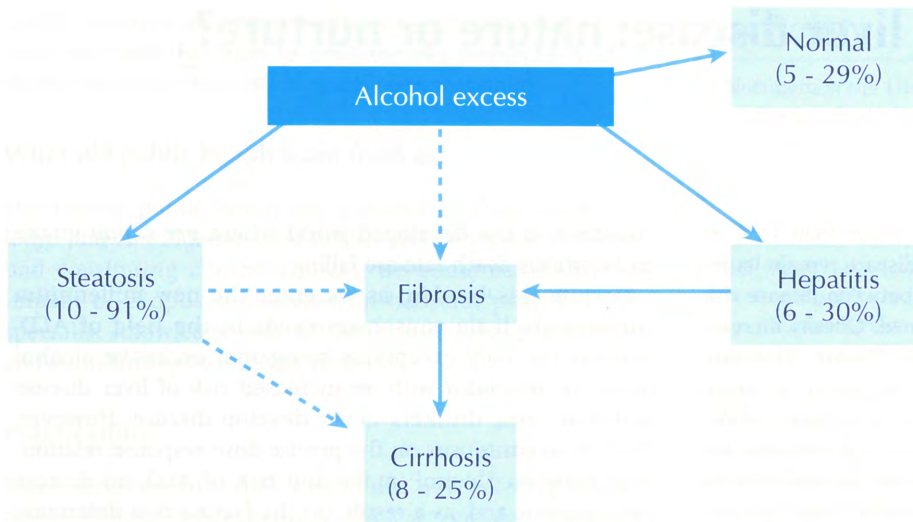 Normal
(5 - 29%)
Alcohol excess
Steatosis
(10 - 91%)
Fibrosis
Hepatitis
(6 - 30%)
Cirrhosis
(8 - 25%)